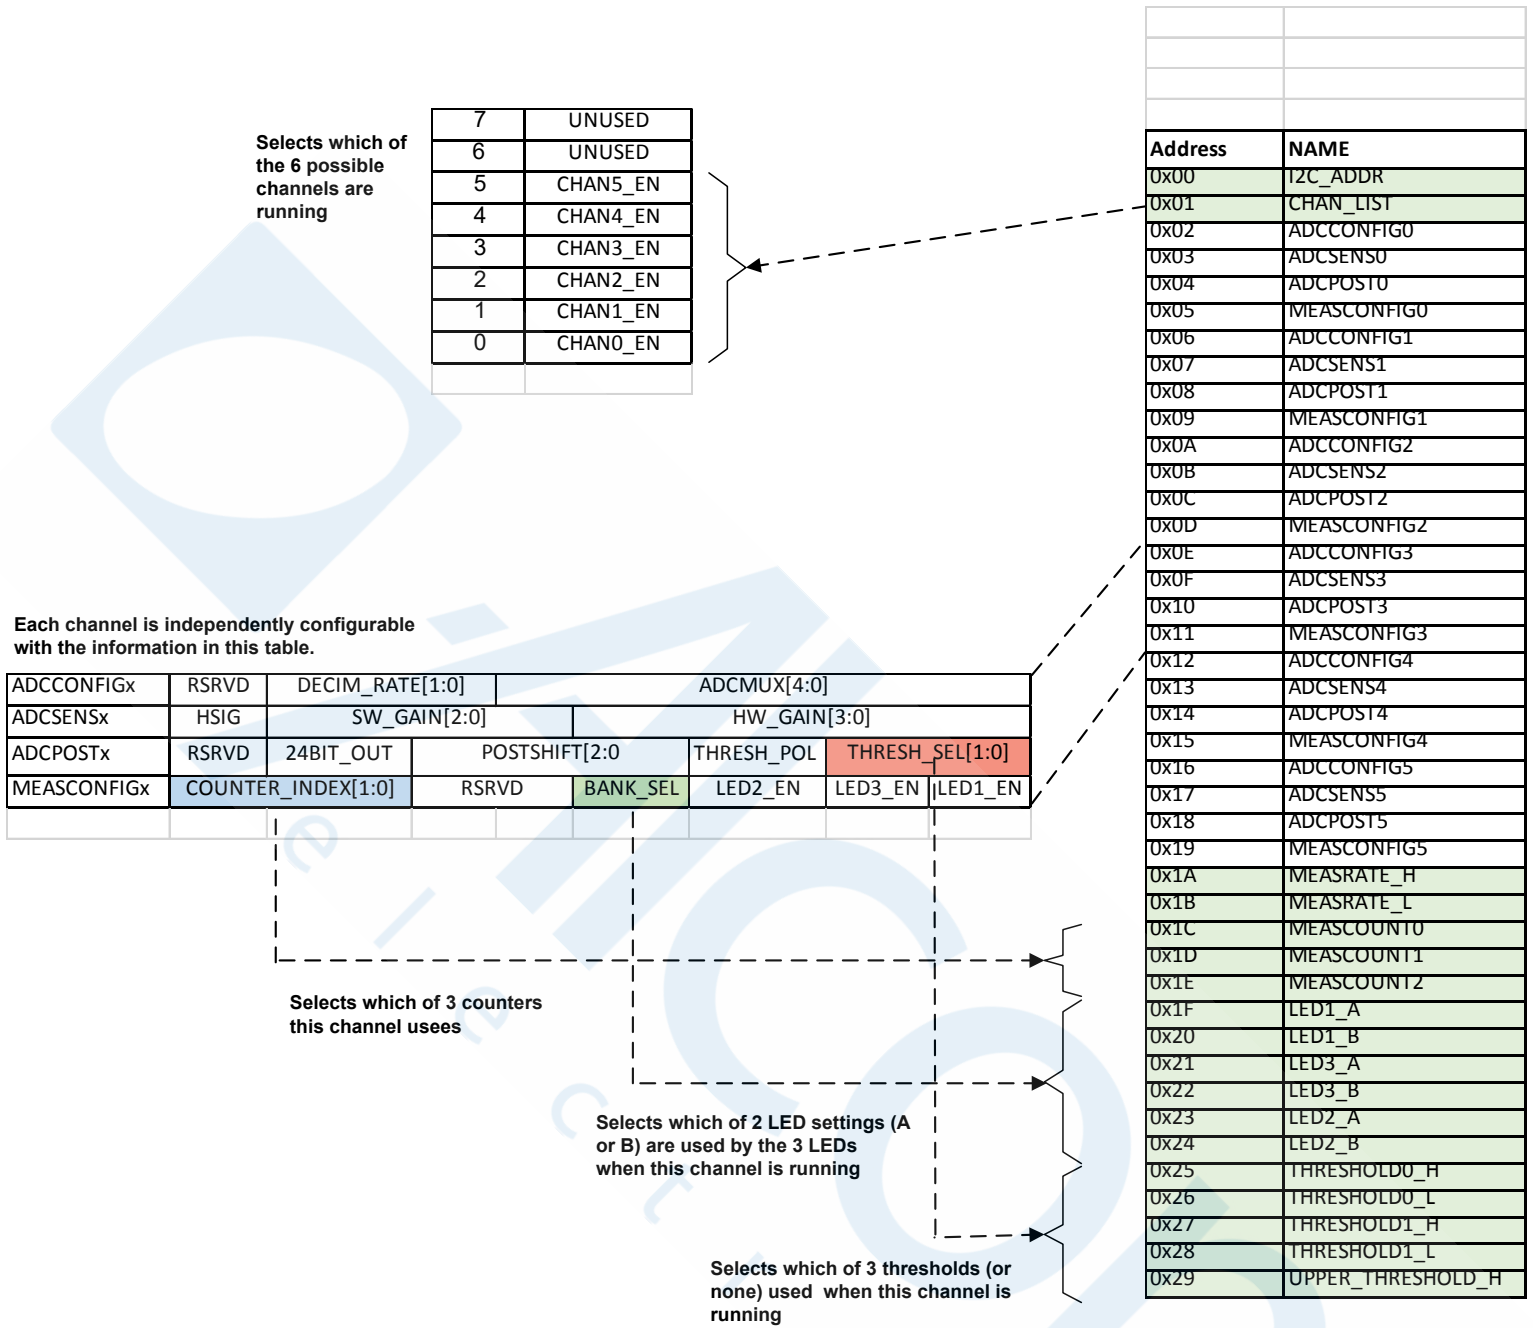 Selects which of
the 6 possible
channels are
running
7 UNUSED
6 UNUSED
5 CHAN5_EN
4 CHAN4_EN
3 CHAN3_EN
2 CHAN2_EN
1 CHAN1_EN
0 CHAN0_EN
Address NAME
0x00 I2C_ADDR
0x01 CHAN_LIST
0x02 ADCCONFIG0
0x03 ADCSENS0
0x04 ADCPOST0
0x05 MEASCONFIG0
0x06 ADCCONFIG1
0x07 ADCSENS1
0x08 ADCPOST1
0x09 MEASCONFIG1
0x0A ADCCONFIG2
0x0B ADCSENS2
0x0C ADCPOST2
0x0D MEASCONFIG2
0x0E ADCCONFIG3
0x0F ADCSENS3
0x10 ADCPOST3
0x11 MEASCONFIG3
0x12 ADCCONFIG4
0x13 ADCSENS4
0x14 ADCPOST4
0x15 MEASCONFIG4
0x16 ADCCONFIG5
0x17 ADCSENS5
0x18 ADCPOST5
0x19 MEASCONFIG5
0x1A MEASRATE_H
0x1B MEASRATE_L
0x1C MEASCOUNT0
0x1D MEASCOUNT1
0x1E MEASCOUNT2
0x1F LED1_A
0x20 LED1_B
0x21 LED3_A
0x22 LED3_B
0x23 LED2_A
0x24 LED2_B
0x25 THRESHOLD0_H
0x26 THRESHOLD0_L
0x27 THRESHOLD1_H
0x28 THRESHOLD1_L
0x29 UPPER_THRESHOLD_H
Each channel is independently configurable
with the information in this table.
ADCCONFIGx RSRVD DECIM_RATE[1:0] ADCMUX[4:0]
ADCSENSx HSIG SW_GAIN[2:0] HW_GAIN[3:0]
ADCPOSTx RSRVD 24BIT_OUT POSTSHIFT[2:0 THRESH_POL THRESH_SEL[1:0]
MEASCONFIGx COUNTER_INDEX[1:0] RSRVD BANK_SEL LED2_EN LED3_EN LED1_EN
Selects which of 3 counters
this channel usees
Selects which of 2 LED settings (A
or B) are used by the 3 LEDs
when this channel is running
Selects which of 3 thresholds (or
none) used when this channel is
running